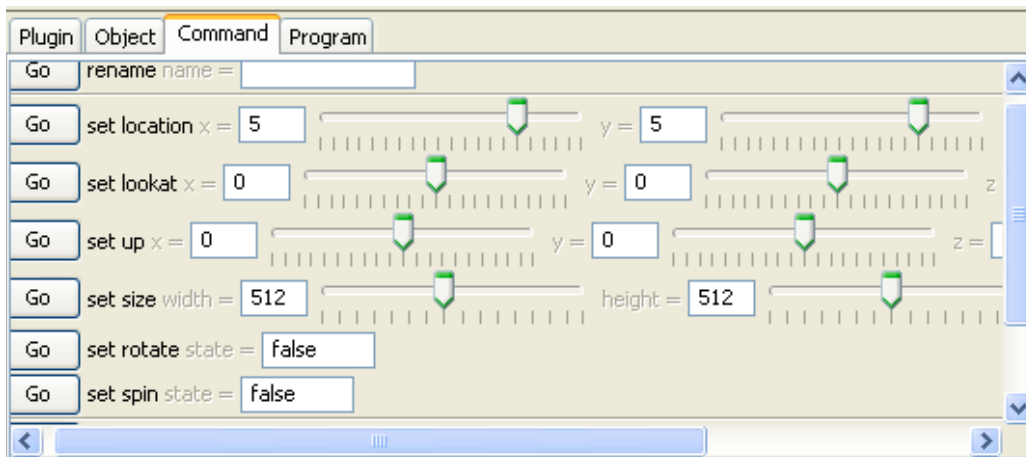 Plugin Object Command Program
Go rename name =
Go set location x = 5 y = 5
Go set lookat x = 0 y = 0 z
Go set up x = 0 y = 0 z =
Go set size width = 512 height = 512
Go set rotate state = false
Go set spin state = false